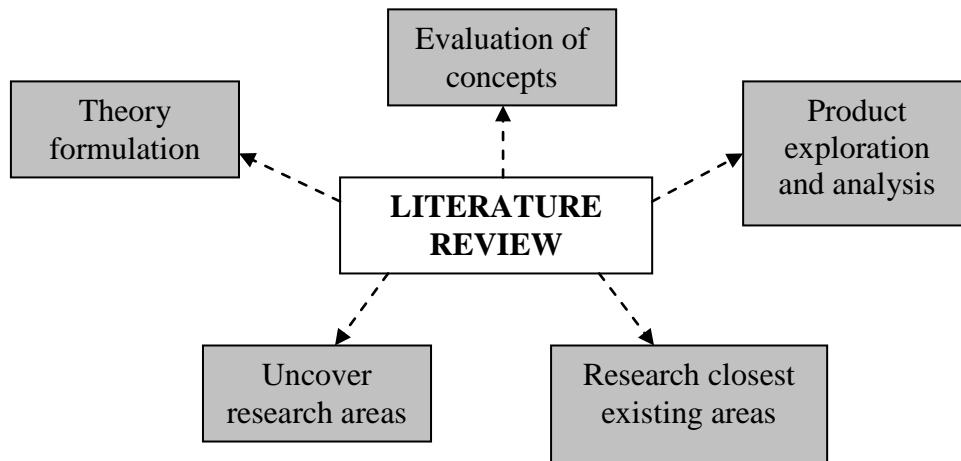 Evaluation of
concepts
Theory
formulation
Product
exploration
and analysis
LITERATURE
REVIEW
Uncover
research areas
Research closest
existing areas